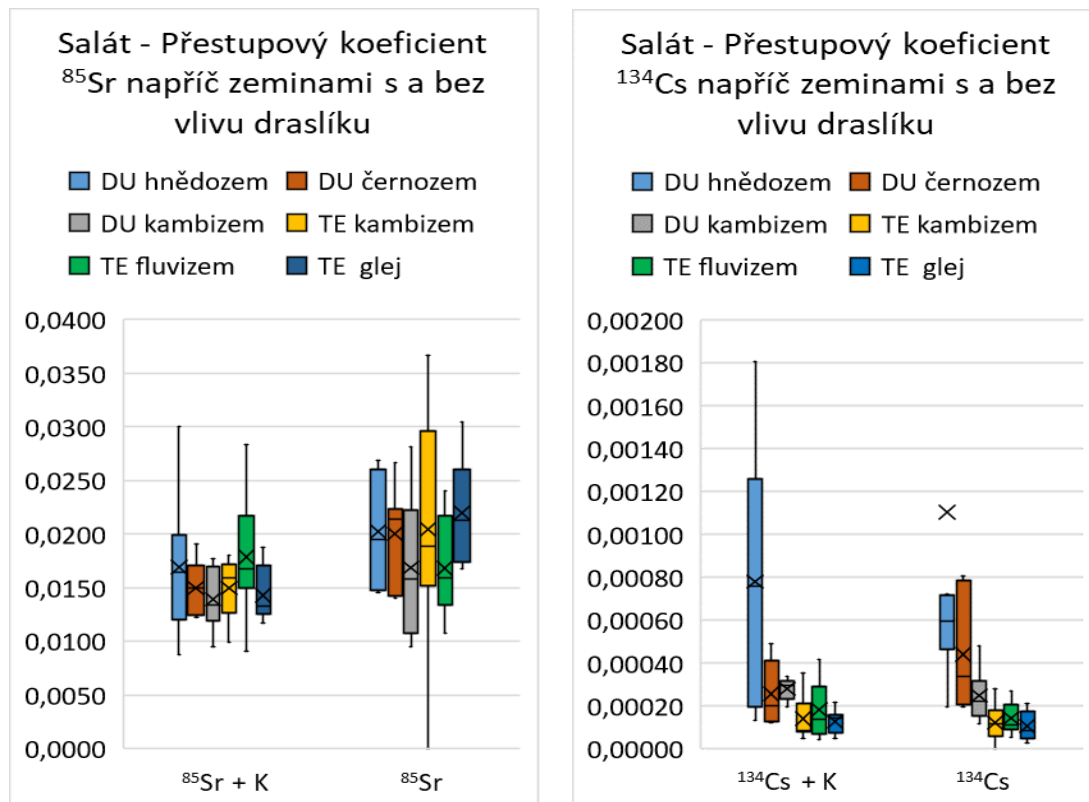 Salát - Přestupový koeficient
⁸⁵Sr napříč zeminami s a bez
vlivu draslíku
DU hnědozem DU černozem
DU kambizem TE kambizem
TE fluvizem TE glej
0,0400
0,0350
0,0300
0,0250
0,0200
0,0150
0,0100
0,0050
0,0000
⁸⁵Sr + K ⁸⁵Sr
Salát - Přestupový koeficient
¹³⁴Cs napříč zeminami s a bez
vlivu draslíku
DU hnědozem DU černozem
DU kambizem TE kambizem
TE fluvizem TE glej
0,00200
0,00180
0,00160
0,00140
0,00120
0,00100
0,00080
0,00060
0,00040
0,00020
0,00000
¹³⁴Cs + K ¹³⁴Cs